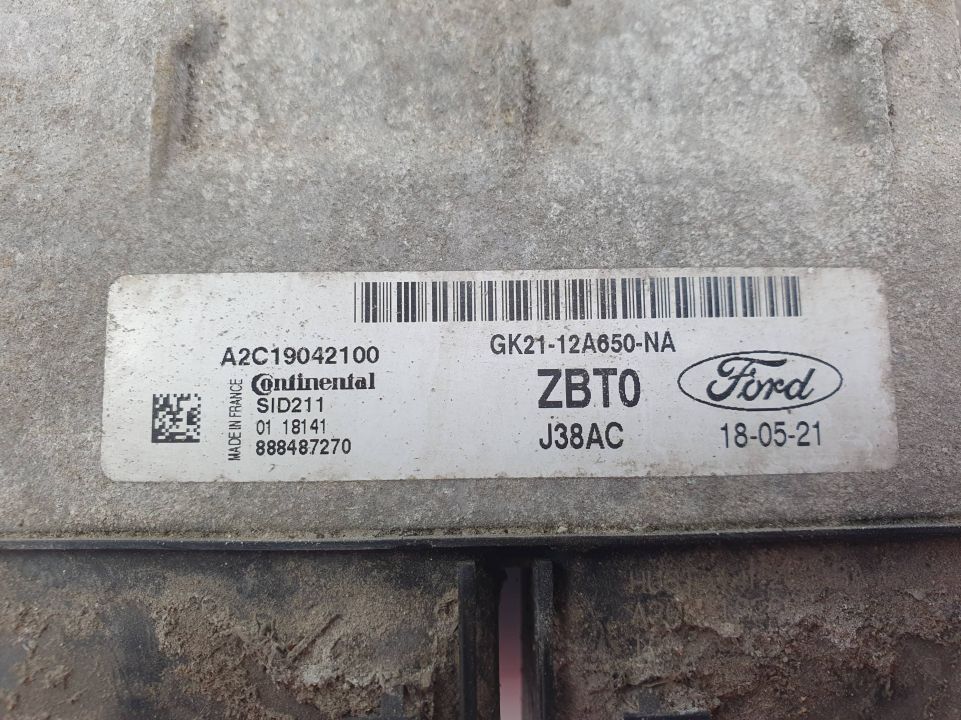 GK21-12A650-NA
A2C19042100
Continental
SID211
01 18141
888487270
MADE IN FRANCE
ZBT0
J38AC
Ford
18-05-21